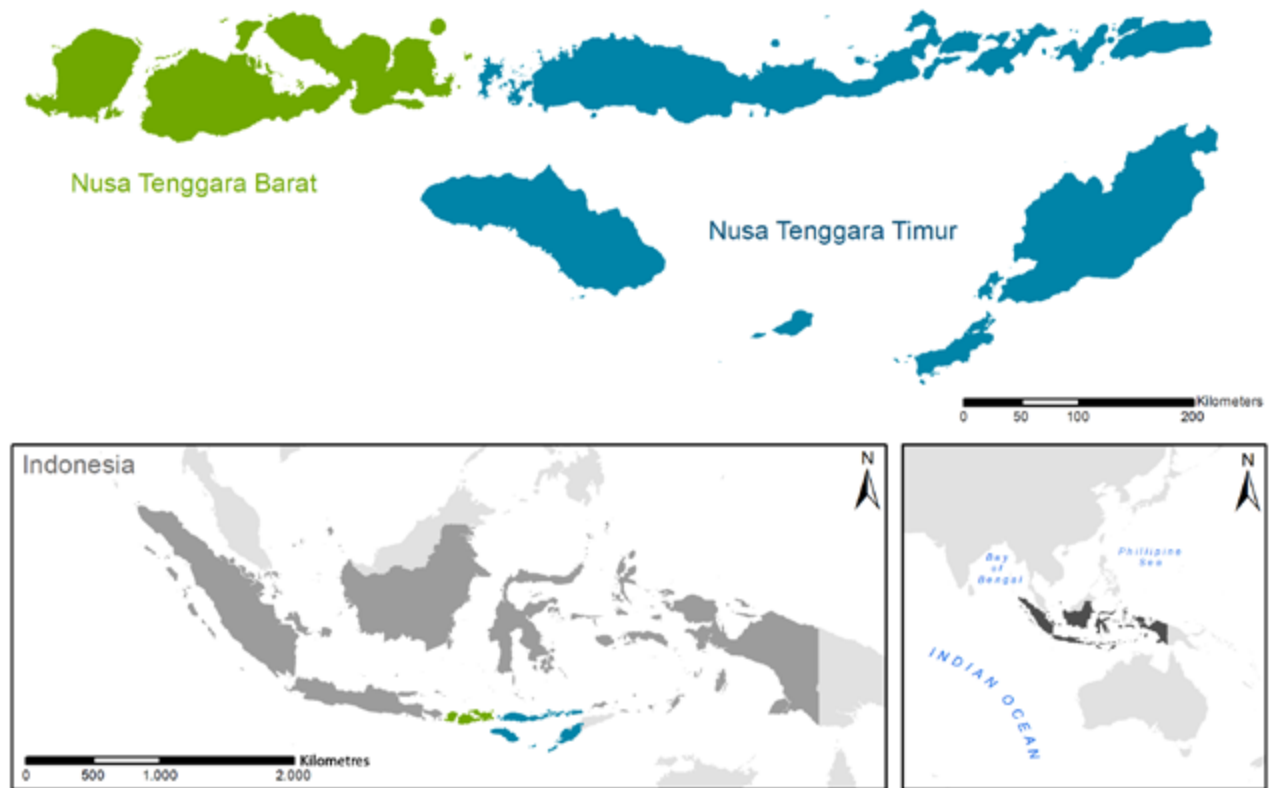 Nusa Tenggara Barat
Nusa Tenggara Timur
Kilometers
0 50 100 200
Indonesia
N
Kilometres
0 500 1.000 2.000
N
Bay
of
Bengal
Phillipine
Sea
INDIAN OCEAN